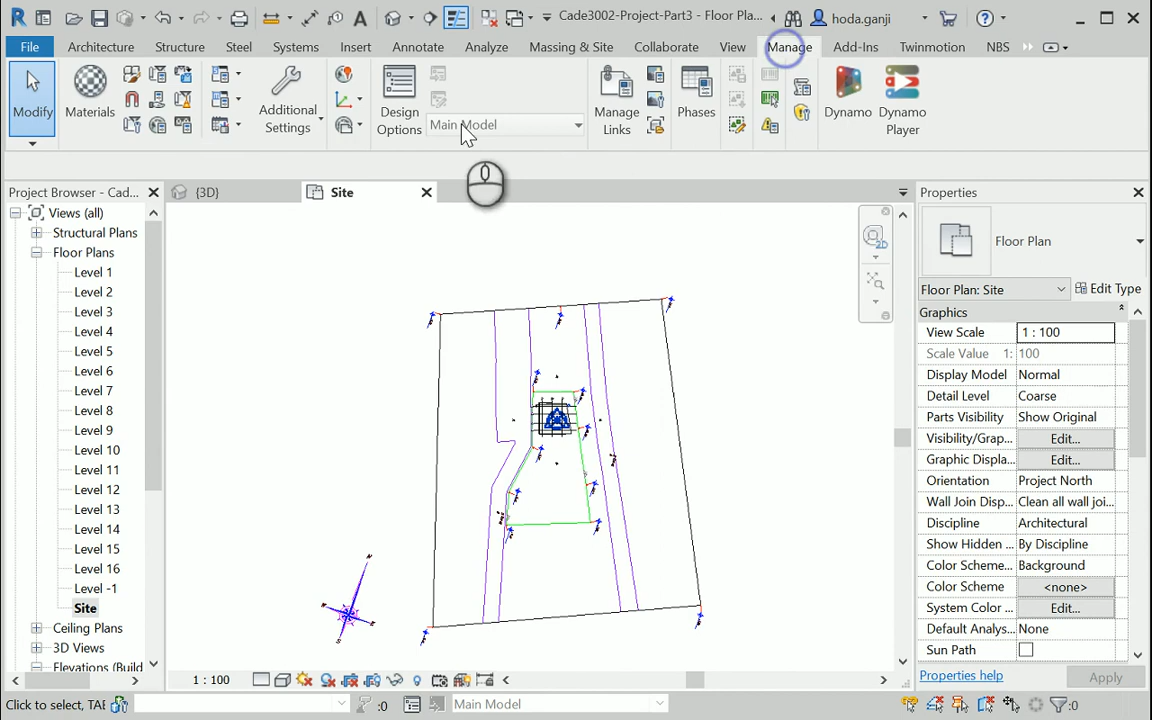 Cade3002-Project-Part3 - Floor Pla...
hoda.ganji
File Architecture Structure Steel Systems Insert Annotate Analyze Massing & Site Collaborate View Manage Add-Ins Twinmotion NBS
Modify Materials Additional Settings Design Options Main Model Manage Links Phases Dynamo Dynamo Player
Project Browser - Cad...
{3D} Site
Properties
Views (all)
Structural Plans
Floor Plans
Level 1
Level 2
Level 3
Level 4
Level 5
Level 6
Level 7
Level 8
Level 9
Level 10
Level 11
Level 12
Level 13
Level 14
Level 15
Level 16
Level -1
Site
Ceiling Plans
3D Views
Elevations (Build
2D
Floor Plan
Floor Plan: Site Edit Type
Graphics
View Scale 1 : 100
Scale Value 1: 100
Display Model Normal
Detail Level Coarse
Parts Visibility Show Original
Visibility/Grap... Edit...
Graphic Displa... Edit...
Orientation Project North
Wall Join Disp... Clean all wall joi...
Discipline Architectural
Show Hidden ... By Discipline
Color Scheme... Background
Color Scheme <none>
System Color ... Edit...
Default Analys... None
Sun Path
Properties help Apply
1 : 100
Click to select, TAE :0 Main Model :0